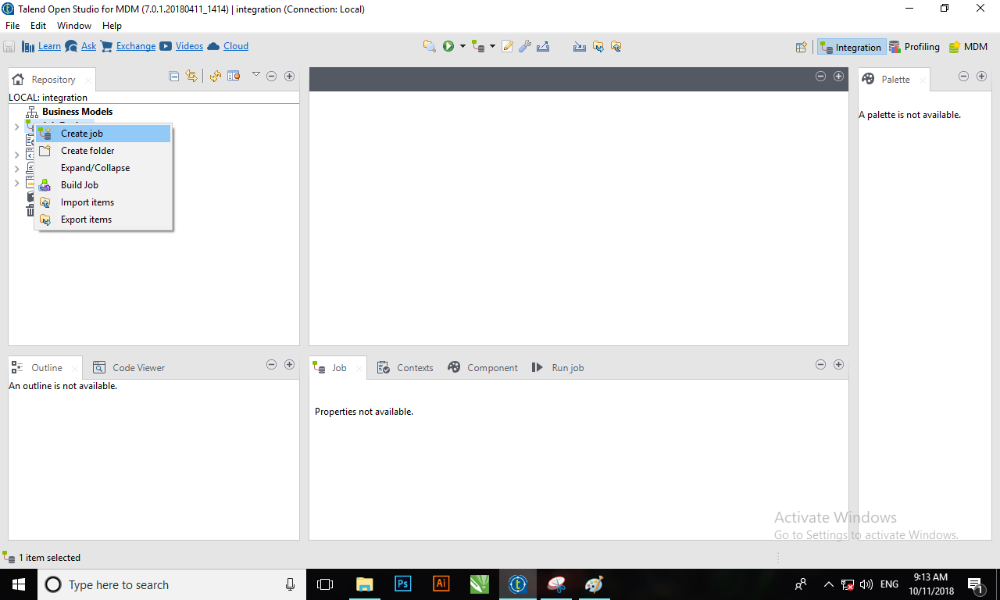 Talend Open Studio for MDM (7.0.1.20180411_1414) | integration (Connection: Local)
File Edit Window Help
Learn Ask Exchange Videos Cloud
Integration Profiling MDM
Repository
LOCAL: integration
Business Models
Create job
Create folder
Expand/Collapse
Build Job
Import items
Export items
Palette
A palette is not available.
Outline Code Viewer
An outline is not available.
Job Contexts Component Run job
Properties not available.
Activate Windows
Go to Settings to activate Windows.
1 item selected
Type here to search
Ps
Ai
t
ENG
9:13 AM
10/11/2018
1